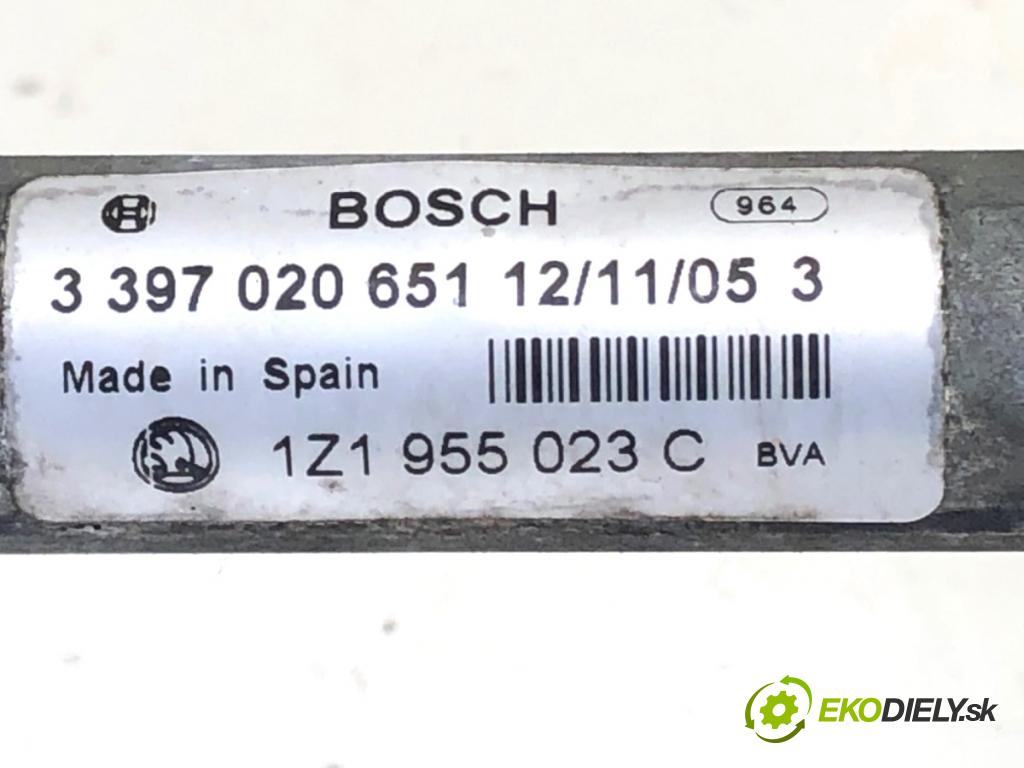 BOSCH 964
3 397 020 651 12/11/05 3
Made in Spain
1Z1 955 023 C BVA
EKODIELY.sk